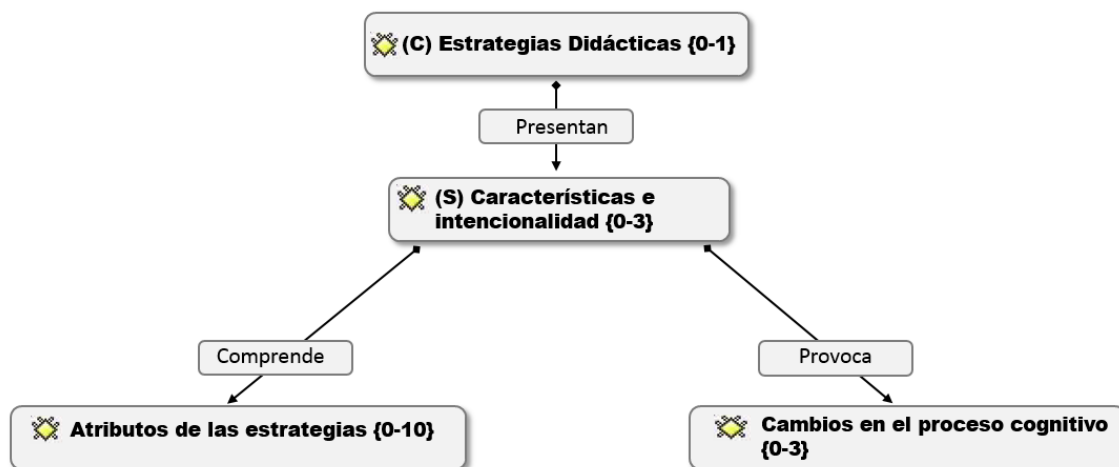 (C) Estrategias Didácticas {0-1}
Presentan
(S) Característícas e
intencionalidad {0-3}
Comprende
Provoca
Atributos de las estrategias {0-10}
Cambios en el proceso cognitivo
{0-3}